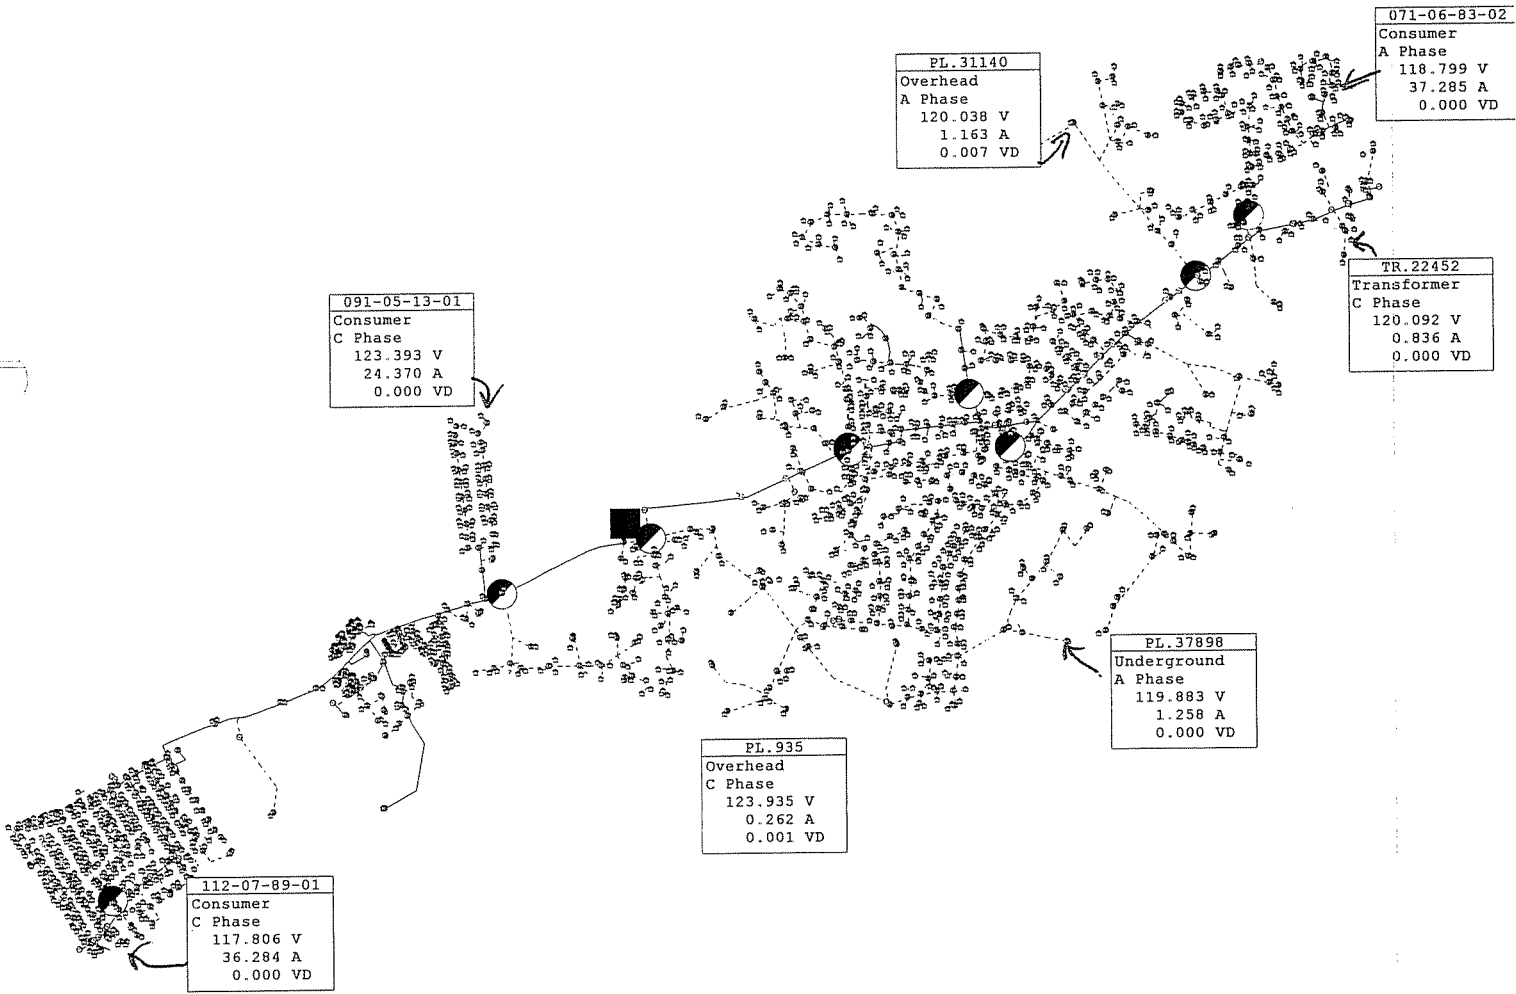 071-06-83-02
Consumer
A Phase
118.799 V
37.285 A
0.000 VD
PL.31140
Overhead
A Phase
120.038 V
1.163 A
0.007 VD
TR.22452
Transformer
C Phase
120.092 V
0.836 A
0.000 VD
091-05-13-01
Consumer
C Phase
123.393 V
24.370 A
0.000 VD
PL.37898
Underground
A Phase
119.883 V
1.258 A
0.000 VD
PL.935
Overhead
C Phase
123.935 V
0.262 A
0.001 VD
112-07-89-01
Consumer
C Phase
117.806 V
36.284 A
0.000 VD